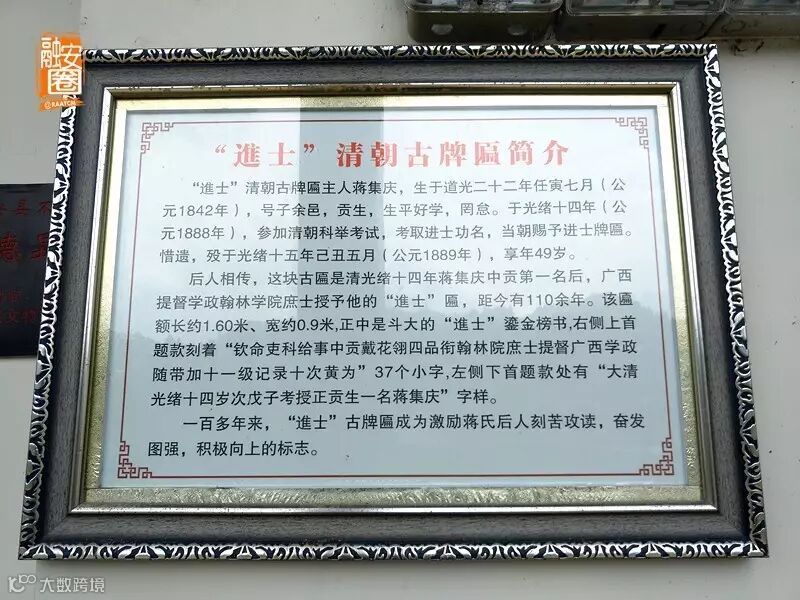 融安圈
@RAATCN
“進士”清朝古牌匾简介
“進士”清朝古牌匾主人蒋集庆，生于道光二十二年任寅七月（公
元1842年），号子余邑，贡生，生平好学，罔怠。于光绪十四年（公
元1888年），参加清朝科举考试，考取进士功名，当朝赐予进士牌匾。
惜遗，殁于光绪十五年己丑五月（公元1889年），享年49岁。
后人相传，这块古匾是清光绪十四年蒋集庆中贡第一名后，广西
提督学政翰林学院庶士授予他的“進士”匾，距今有110余年。该匾
额长约1.60米、宽约0.9米,正中是斗大的“進士”鎏金榜书,右侧上首
题款刻着“钦命吏科给事中贡戴花翎四品衔翰林院庶士提督广西学政
随带加十一级记录十次黄为”37个小字,左侧下首题款处有“大清
光绪十四岁次戊子考授正贡生一名蒋集庆”字样。
一百多年来，“進士”古牌匾成为激励蒋氏后人刻苦攻读，奋发
图强，积极向上的标志。
大数跨境